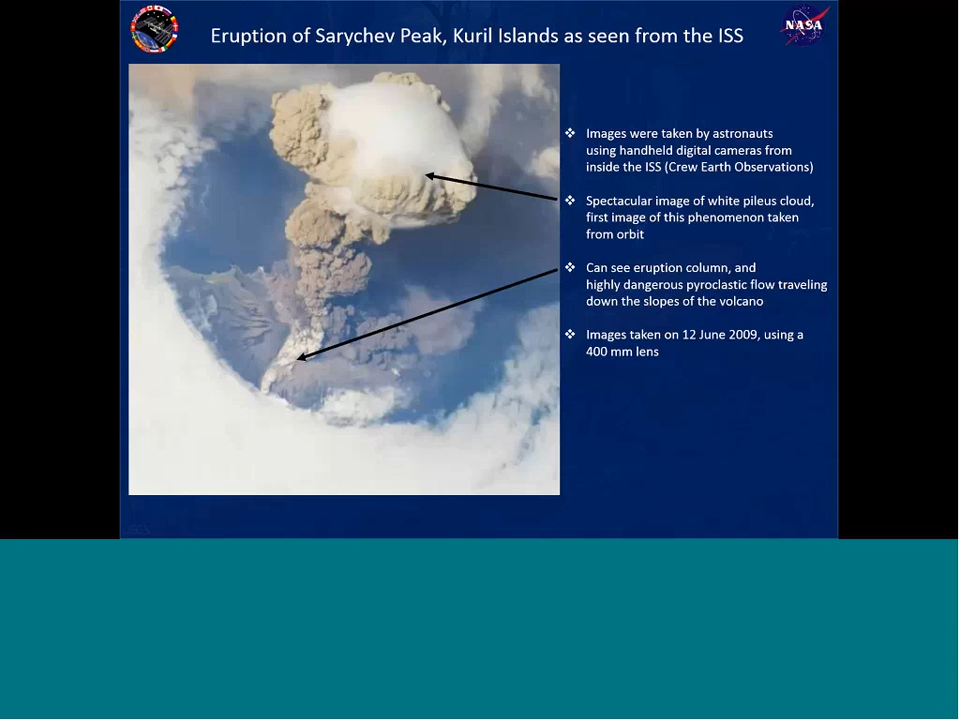 Eruption of Sarychev Peak, Kuril Islands as seen from the ISS
NASA
❖ Images were taken by astronauts
using handheld digital cameras from
inside the ISS (Crew Earth Observations)
❖ Spectacular image of white pileus cloud,
first image of this phenomenon taken
from orbit
❖ Can see eruption column, and
highly dangerous pyroclastic flow traveling
down the slopes of the volcano
❖ Images taken on 12 June 2009, using a
400 mm lens